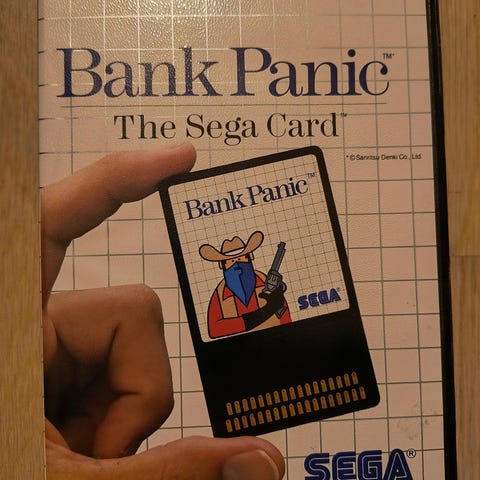 Bank Panic™
The Sega Card™
*©Sanritsu Denki Co., Ltd.
Bank Panic™
SEGA
SEGA®